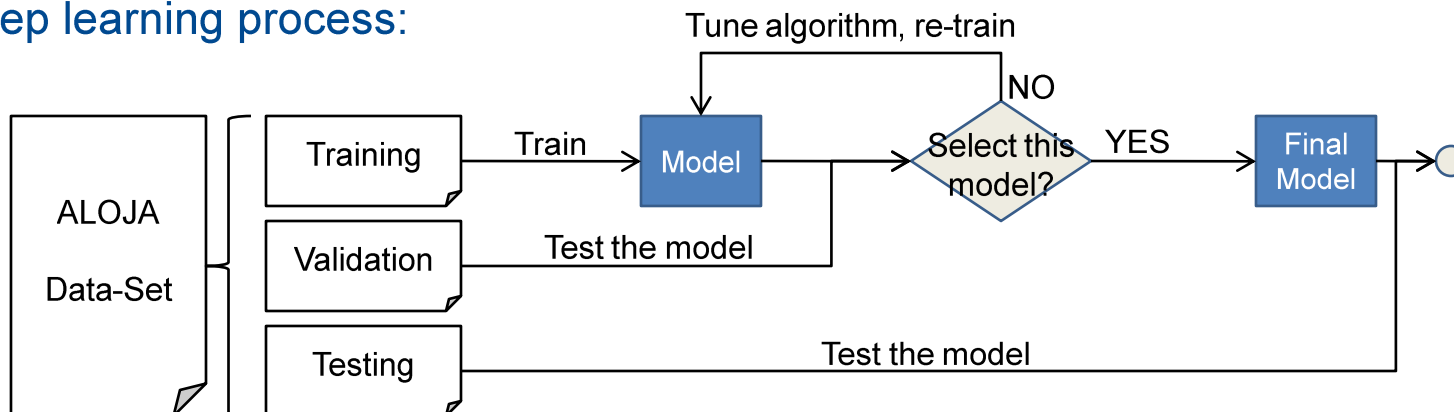 ep learning process:
Tune algorithm, re-train
NO
Training
Train
Model
Select this
model?
YES
Final
Model
ALOJA
Data-Set
Validation
Test the model
Testing
Test the model